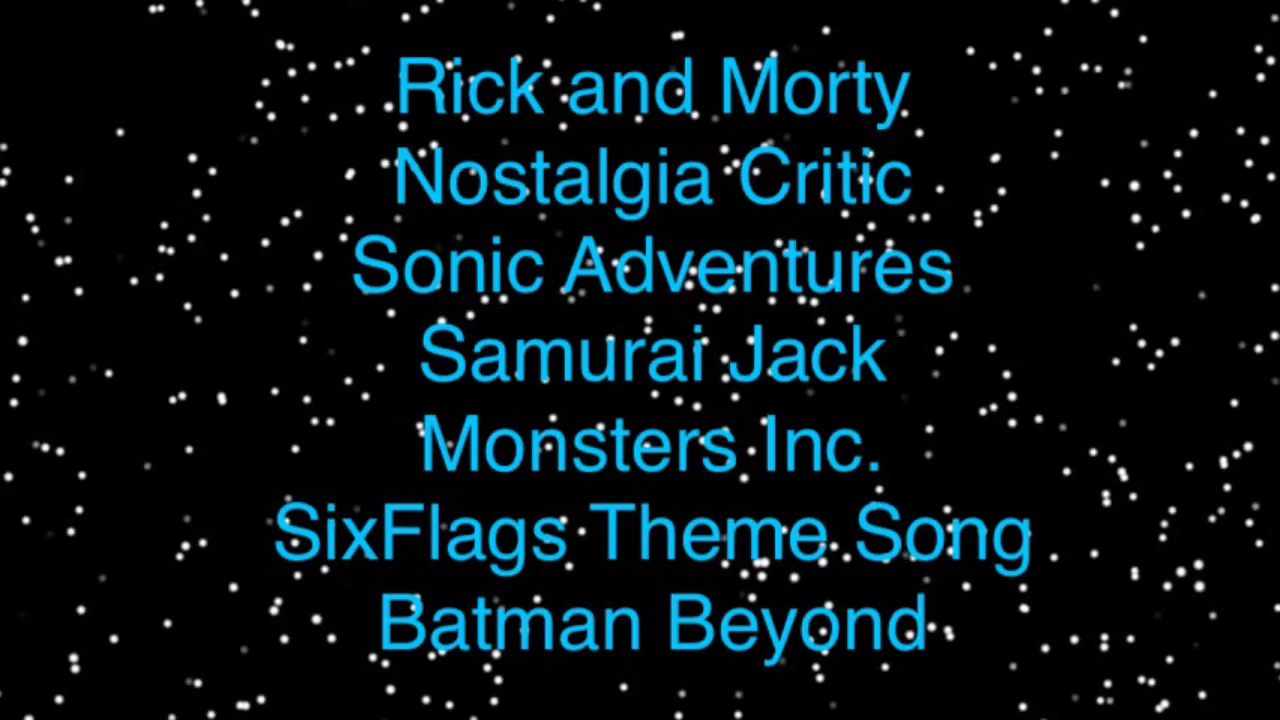 Rick and Morty
Nostalgia Critic
Sonic Adventures
Samurai Jack
Monsters Inc.
SixFlags Theme Song
Batman Beyond